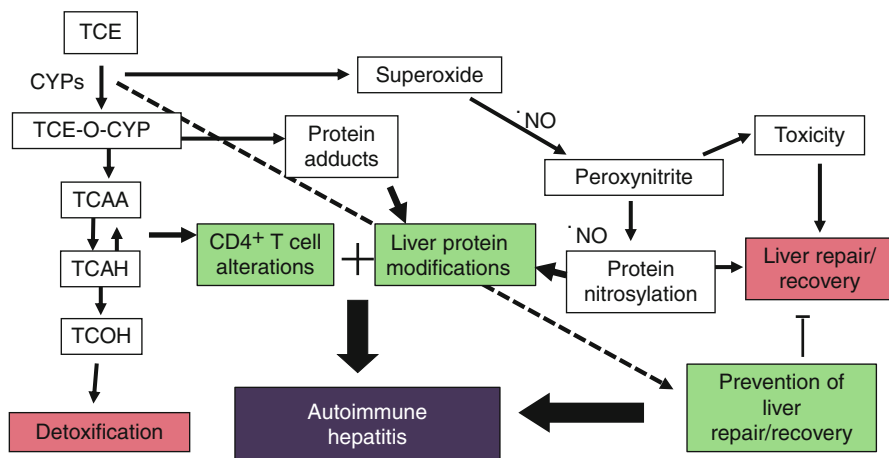 TCE
CYPs
Superoxide
TCE-O-CYP
Protein
adducts
˙NO
Toxicity
Peroxynitrite
TCAA
˙NO
CD4+ T cell
alterations
+
Liver protein
modifications
TCAH
Protein
nitrosylation
Liver repair/
recovery
TCOH
Detoxification
Autoimmune
hepatitis
Prevention of
liver
repair/recovery